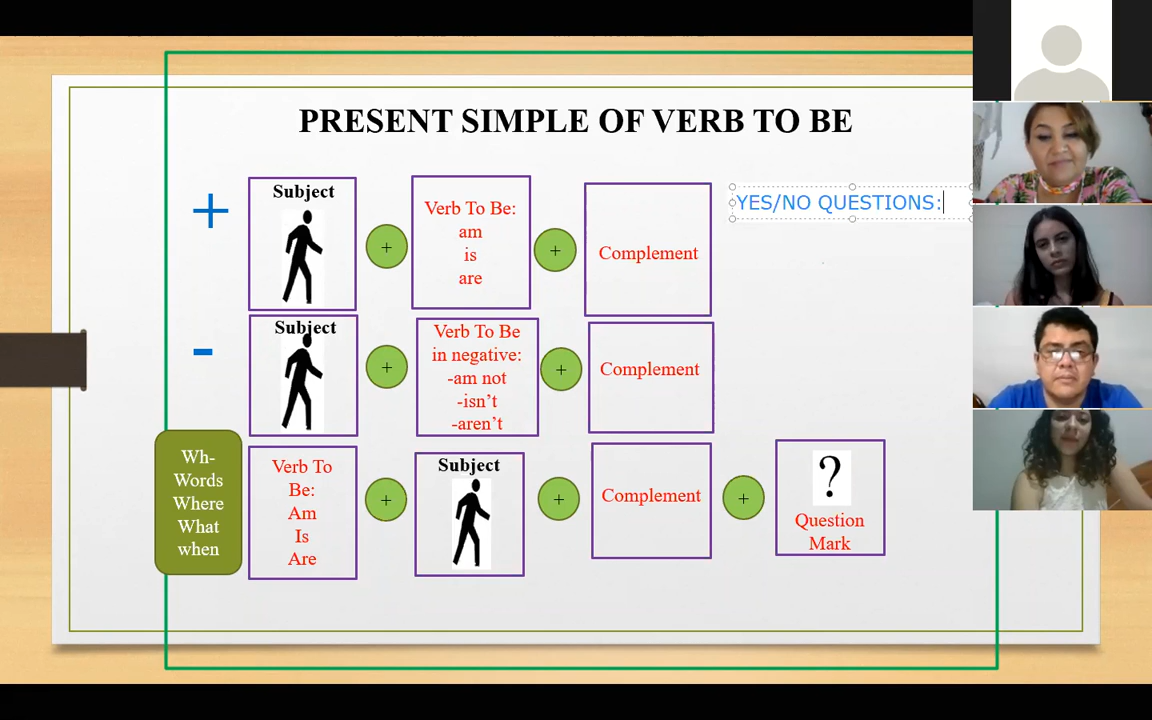 PRESENT SIMPLE OF VERB TO BE
+
Subject
+
Verb To Be:
am
is
are
+
Complement
YES/NO QUESTIONS:
-
Subject
+
Verb To Be
in negative:
-am not
-isn't
-aren't
+
Complement
Wh-
Words
Where
What
when
Verb To
Be:
Am
Is
Are
+
Subject
+
Complement
+
?
Question
Mark